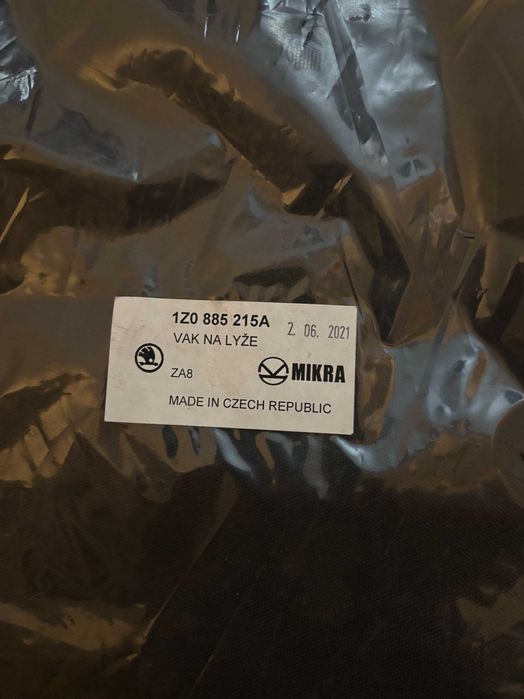 1Z0 885 215A
2. 06. 2021
VAK NA LYŽE
ZA8
MIKRA
MADE IN CZECH REPUBLIC